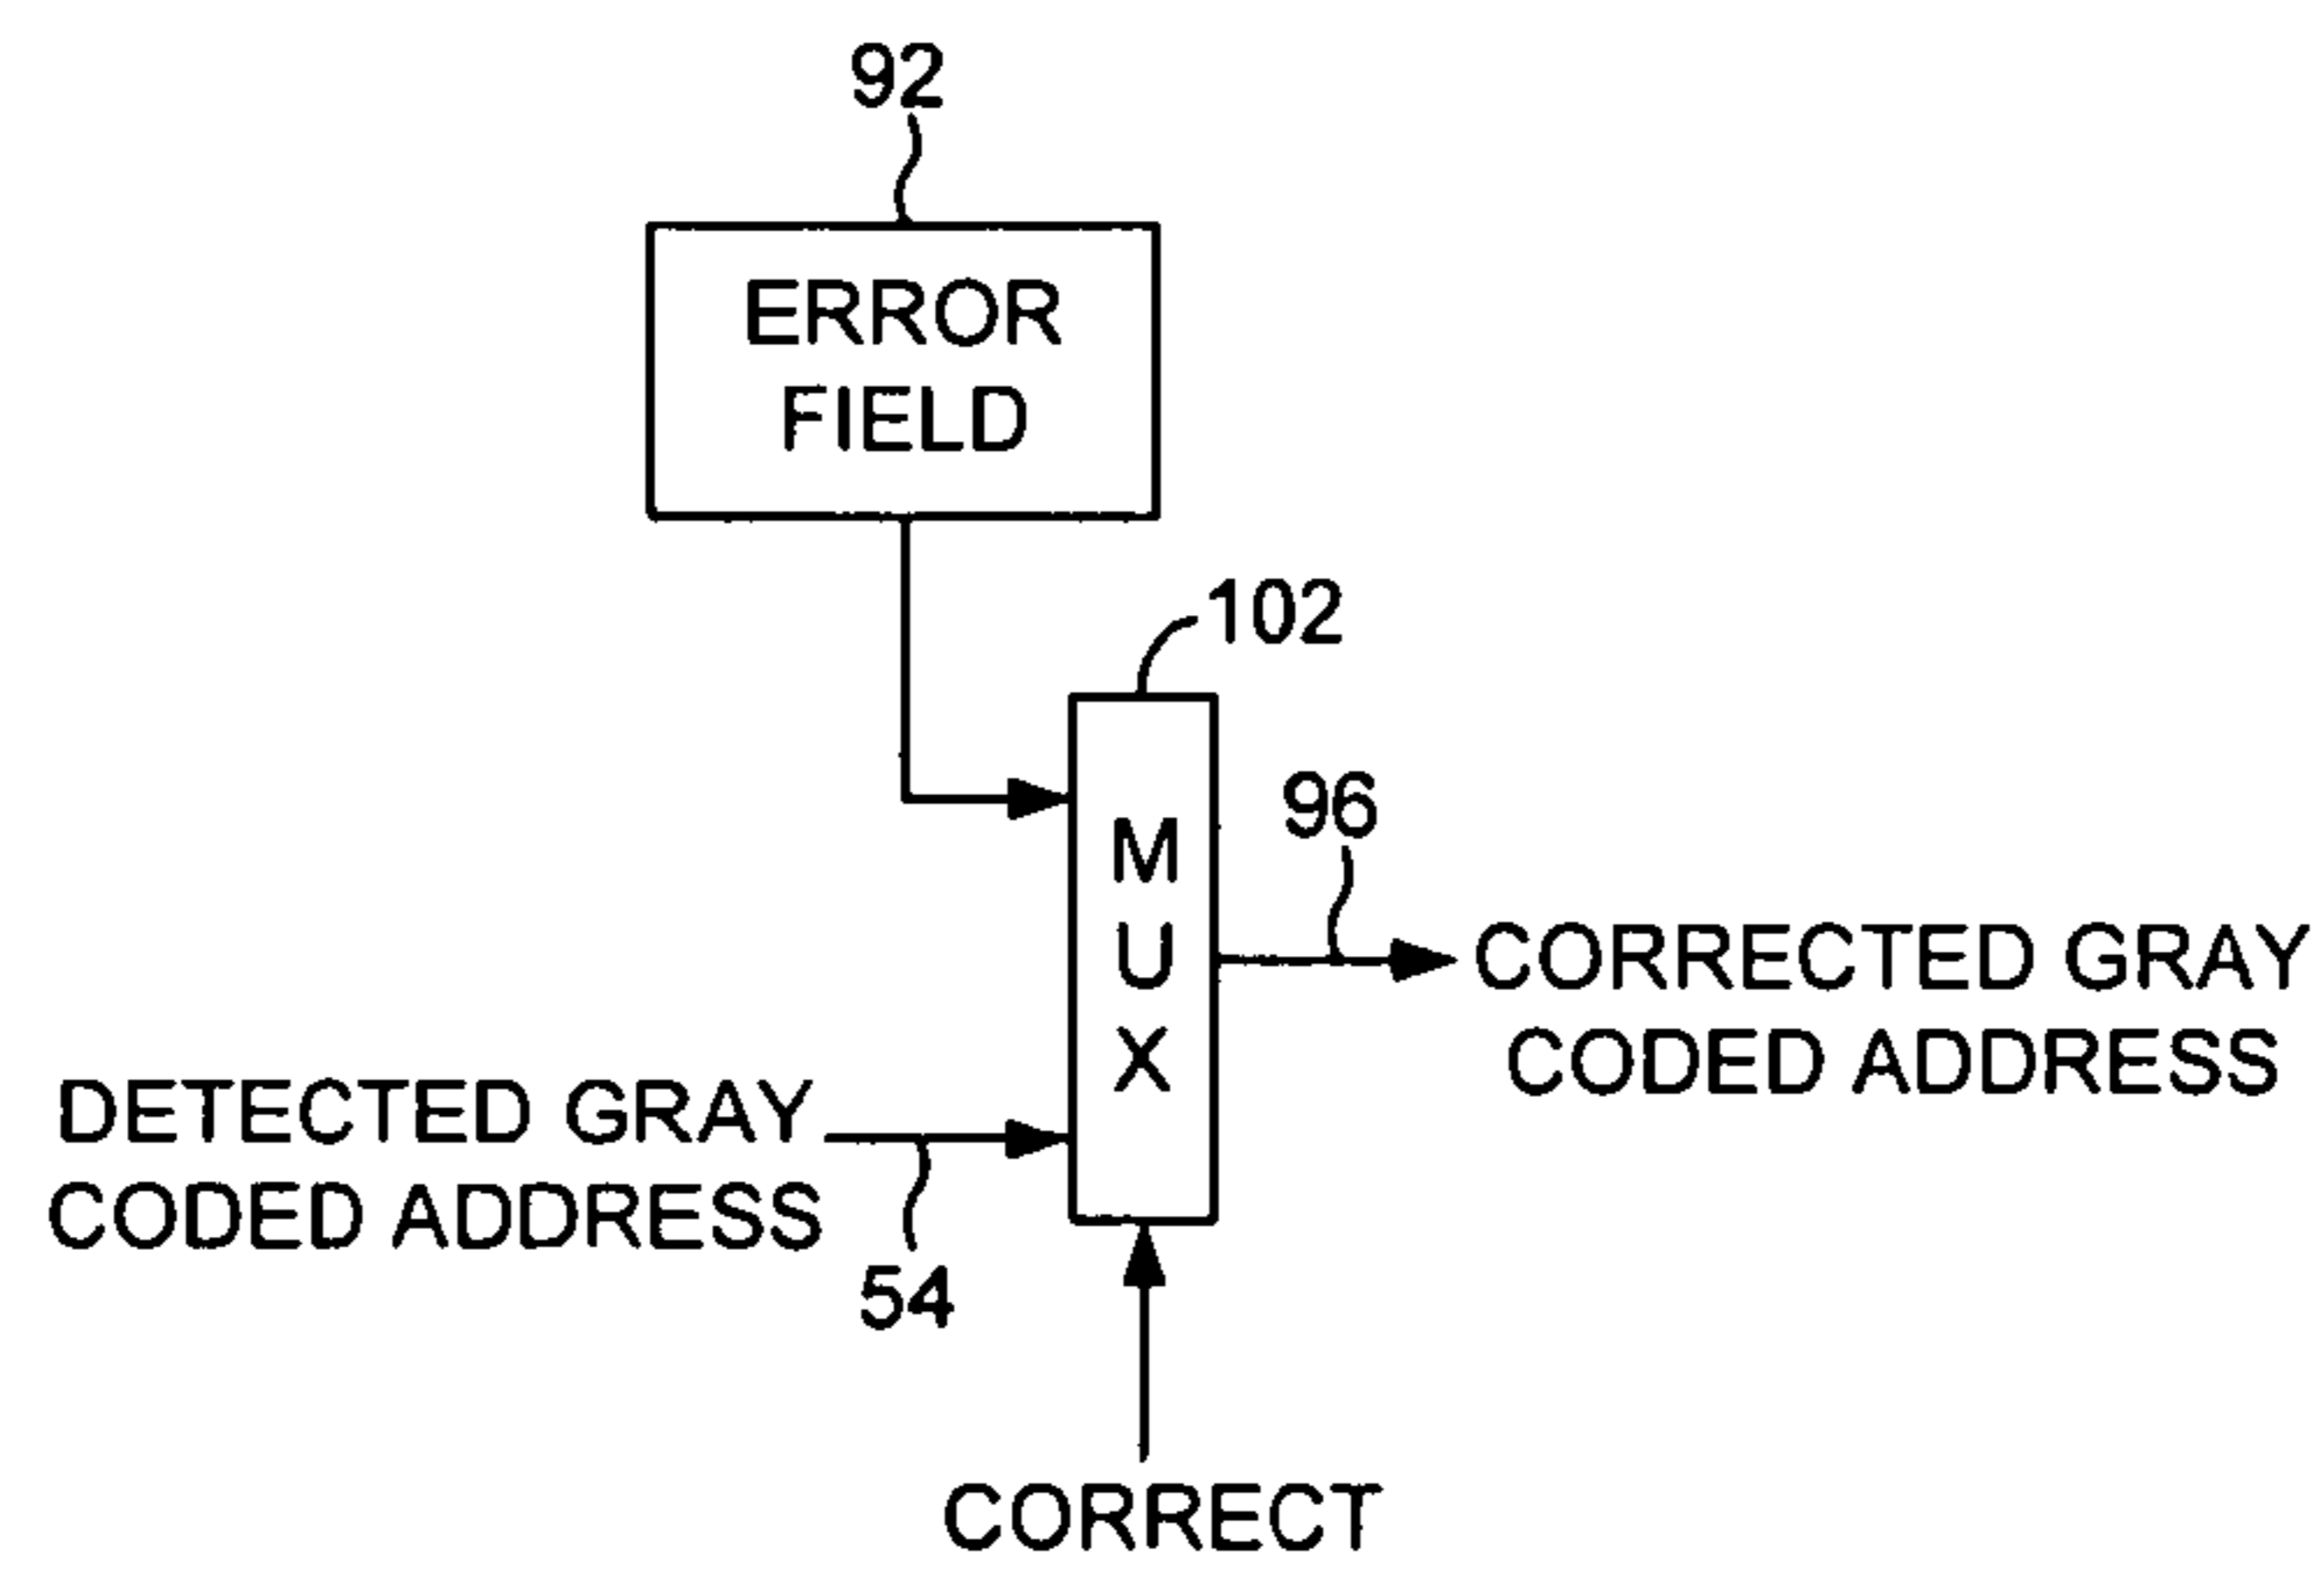 92
ERROR
FIELD
102
M
U
X
96
CORRECTED GRAY
CODED ADDRESS
DETECTED GRAY
CODED ADDRESS
54
CORRECT